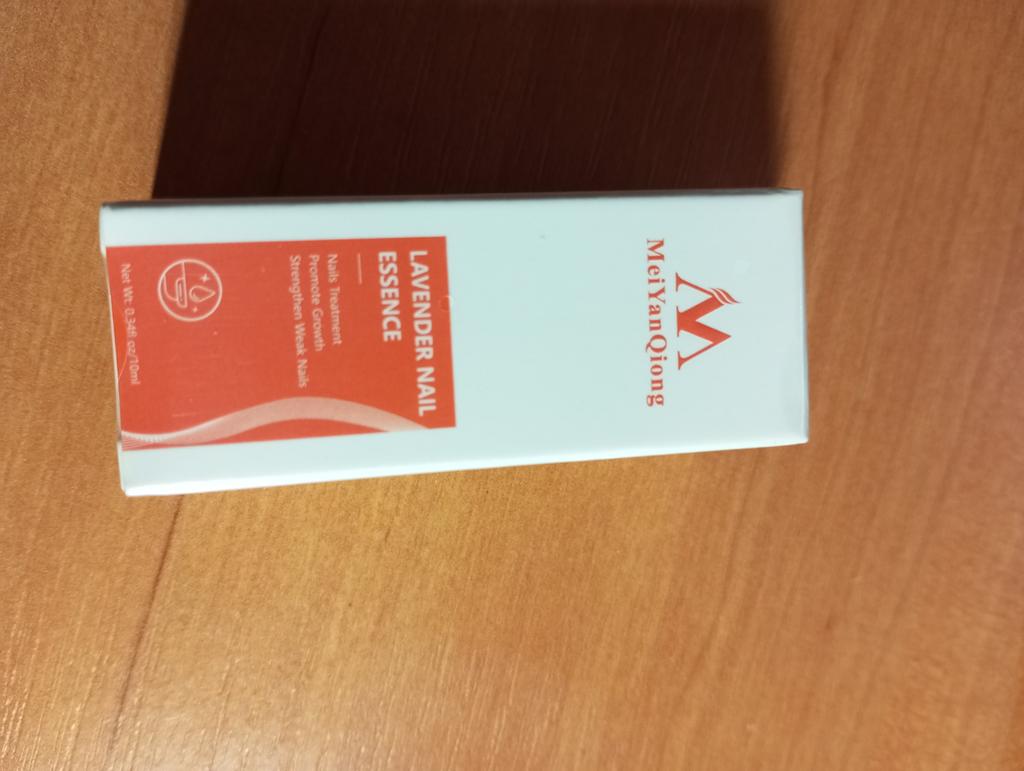 MeiYanQiong
LAVENDER NAIL
ESSENCE
Nails Treatment
Promote Growth
Strengthen Weak Nails
Net Wt: 0.34fl oz/10ml